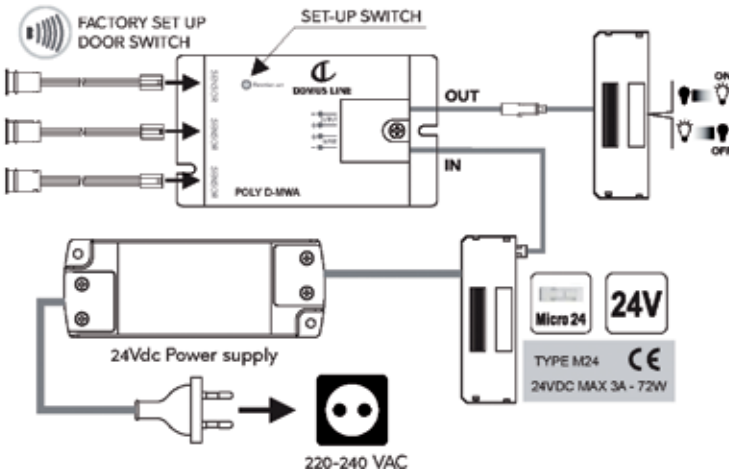 FACTORY SET UP
DOOR SWITCH
SET-UP SWITCH
SENSOR
SENSOR
SENSOR
DOMUS LINE
POLY D-MWA
OUT
IN
ON
OFF
24Vdc Power supply
Micro 24
24V
TYPE M24 CE
24VDC MAX 3A - 72W
220-240 VAC